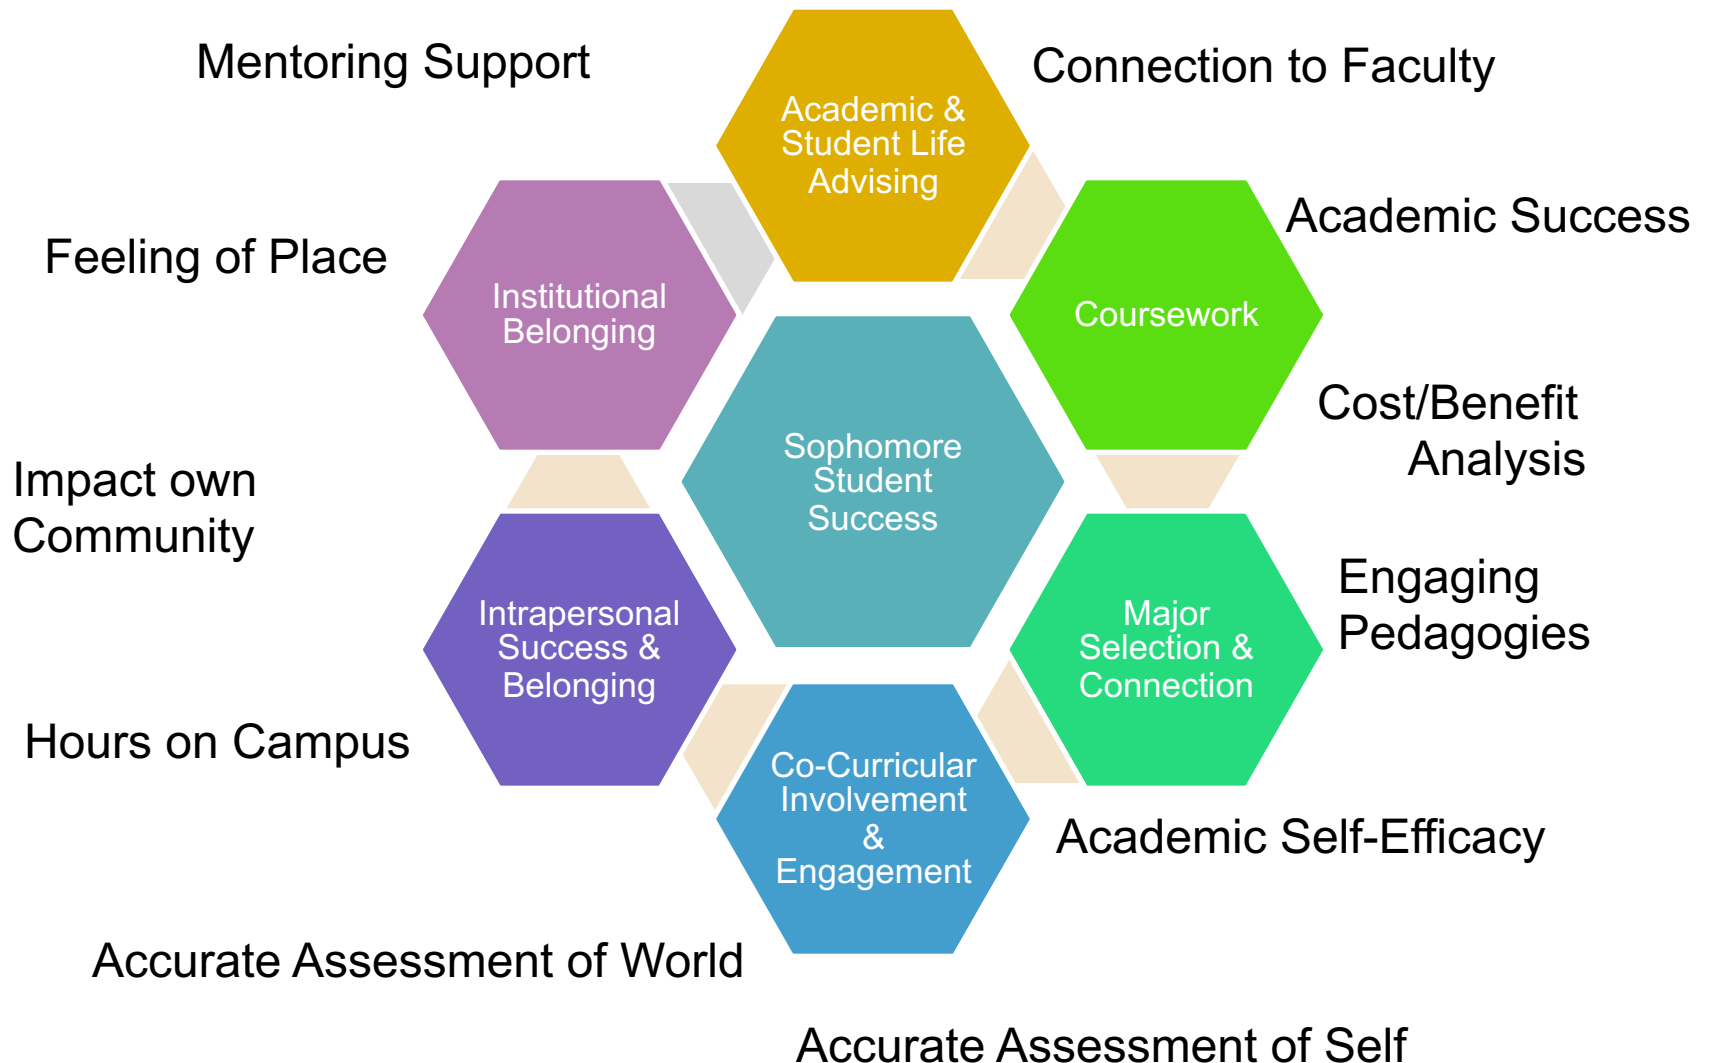 Mentoring Support
Connection to Faculty
Academic &
Student Life
Advising
Academic Success
Feeling of Place
Institutional
Belonging
Coursework
Cost/Benefit
Analysis
Sophomore
Student
Success
Impact own
Community
Engaging
Pedagogies
Intrapersonal
Success &
Belonging
Major
Selection &
Connection
Hours on Campus
Co-Curricular
Involvement
&
Engagement
Academic Self-Efficacy
Accurate Assessment of World
Accurate Assessment of Self